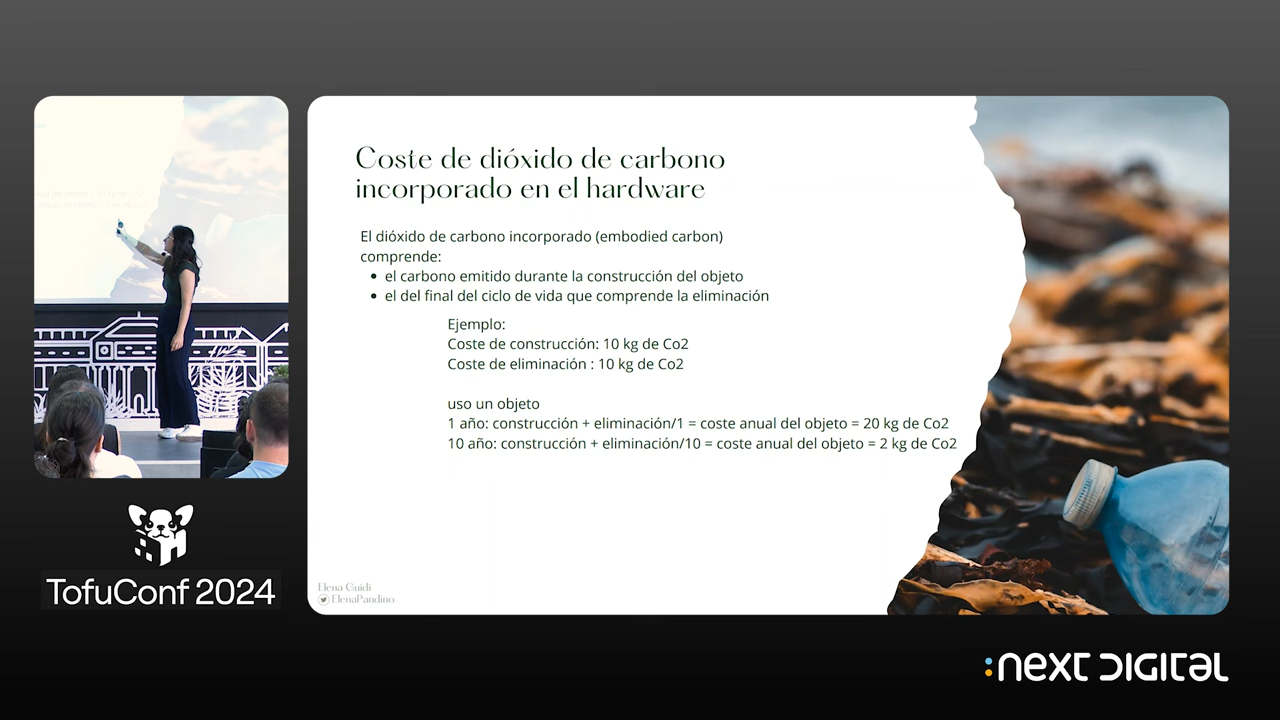 Coste de dióxido de carbono
incorporado en el hardware
El dióxido de carbono incorporado (embodied carbon)
comprende:
el carbono emitido durante la construcción del objeto
el del final del ciclo de vida que comprende la eliminación
Ejemplo:
Coste de construcción: 10 kg de Co2
Coste de eliminación : 10 kg de Co2
uso un objeto
1 año: construcción + eliminación/1 = coste anual del objeto = 20 kg de Co2
10 año: construcción + eliminación/10 = coste anual del objeto = 2 kg de Co2
Elena Guidi
ElenaPandino
TofuConf 2024
:next DIGITal